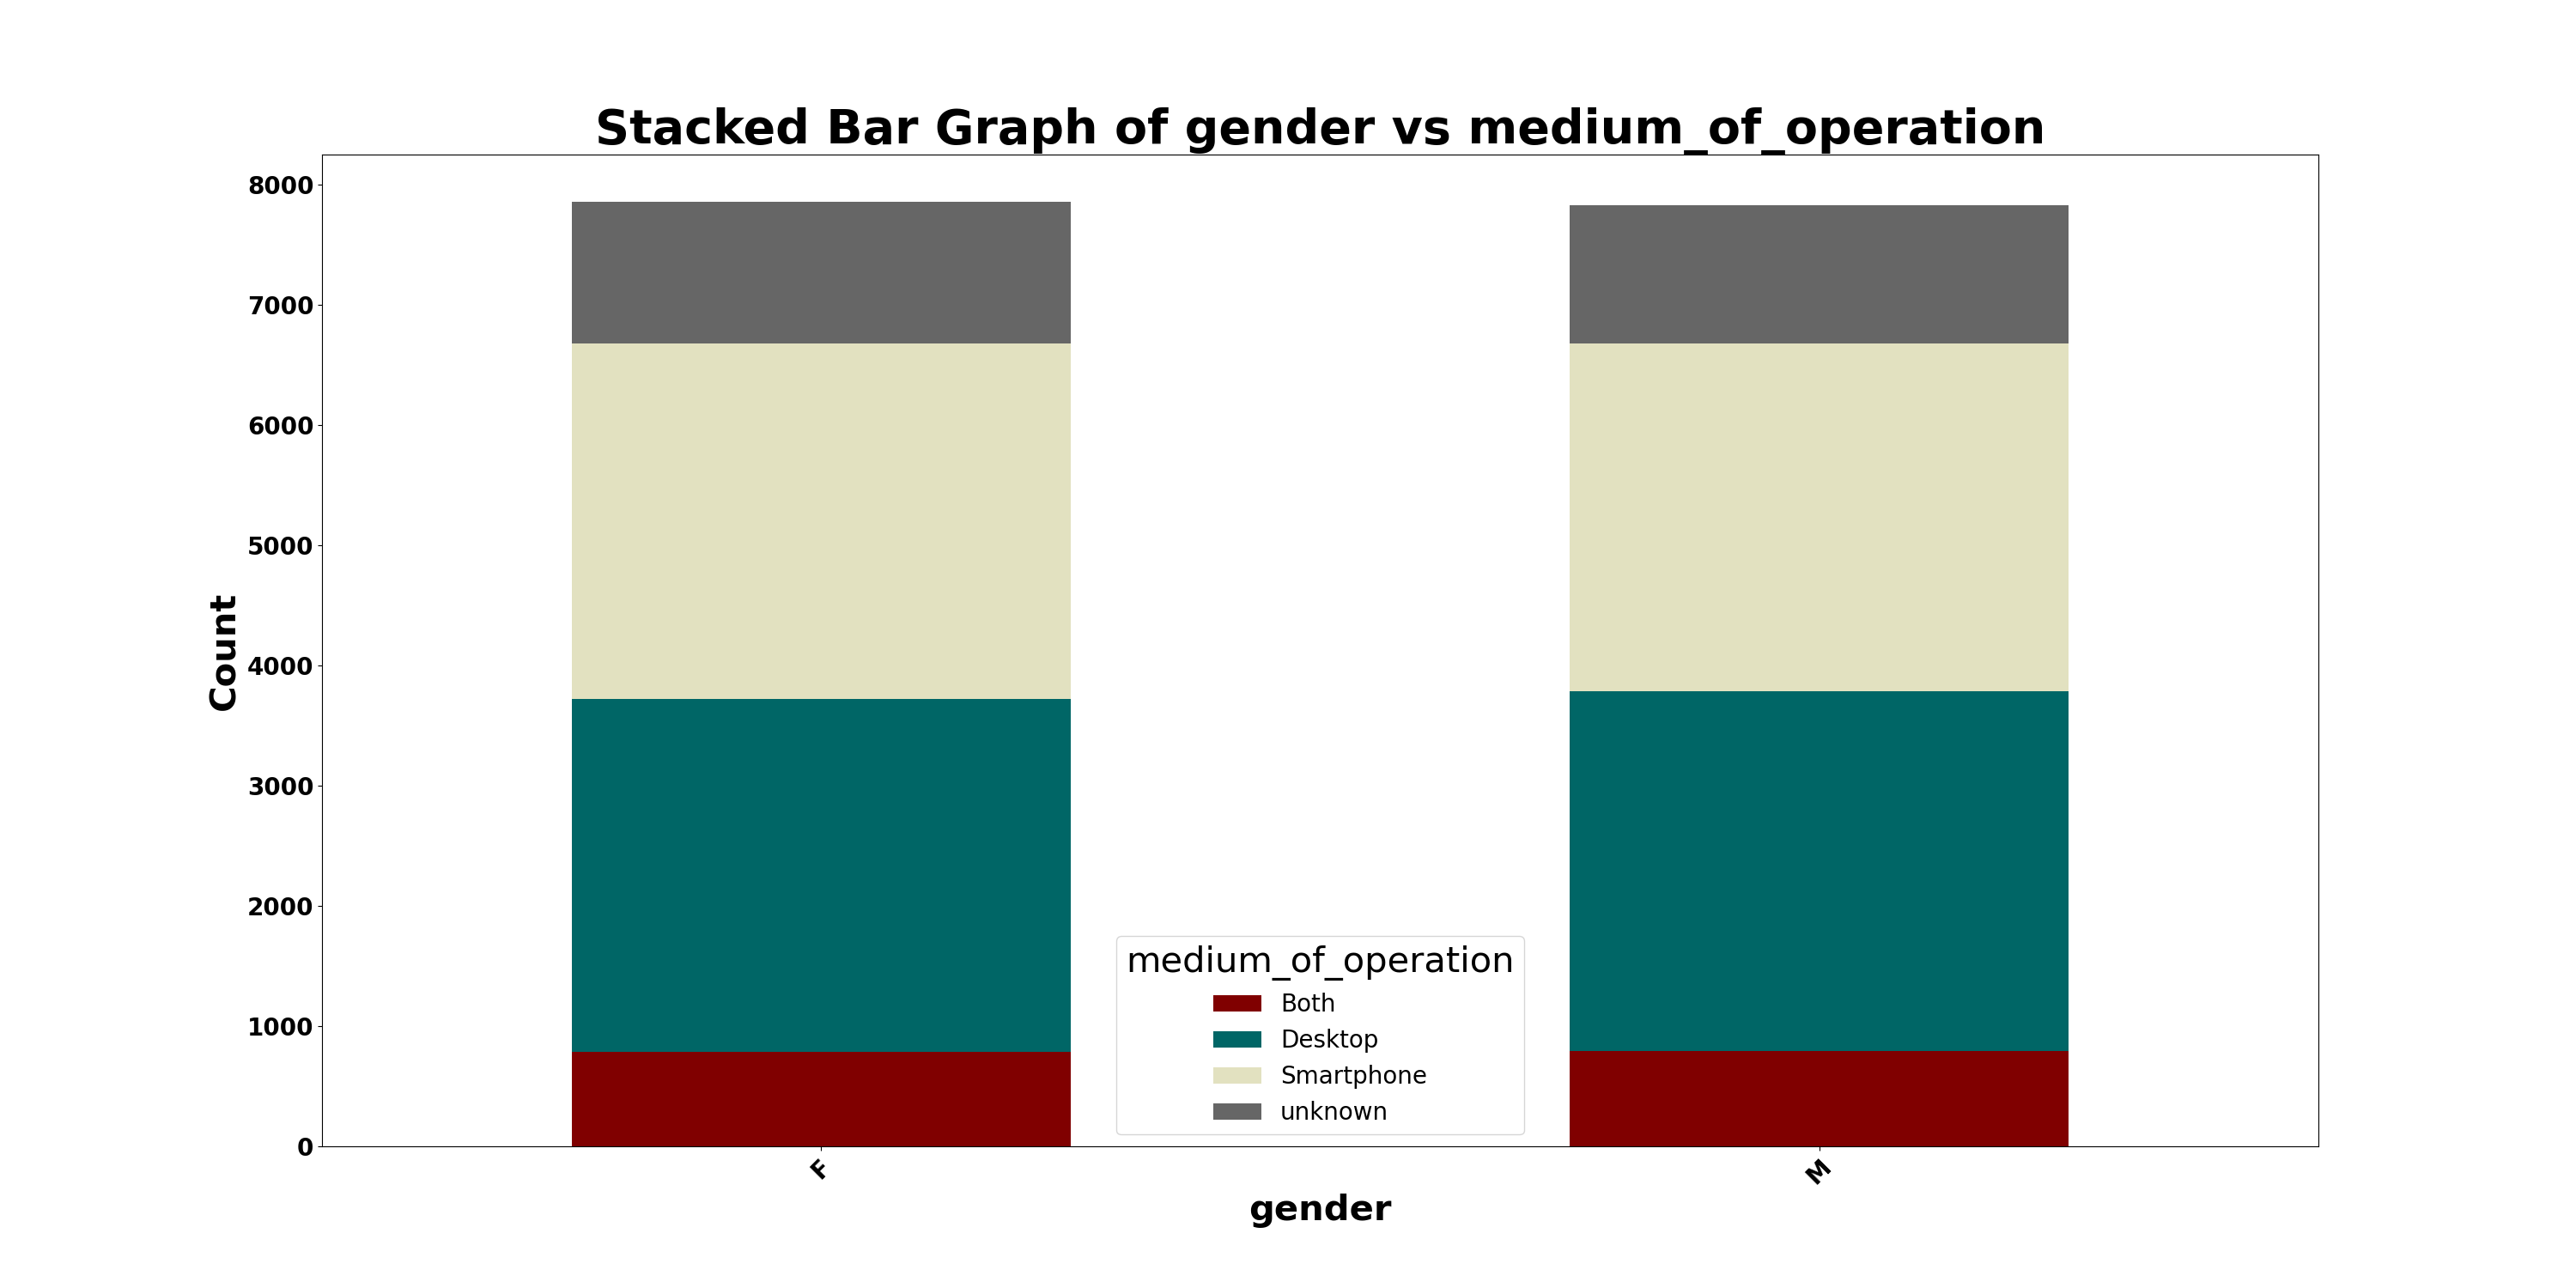 Stacked Bar Graph of gender vs medium_of_operation
8000
7000
6000
5000
4000
3000
2000
1000
0
Count
medium_of_operation
Both
Desktop
Smartphone
unknown
F
M
gender